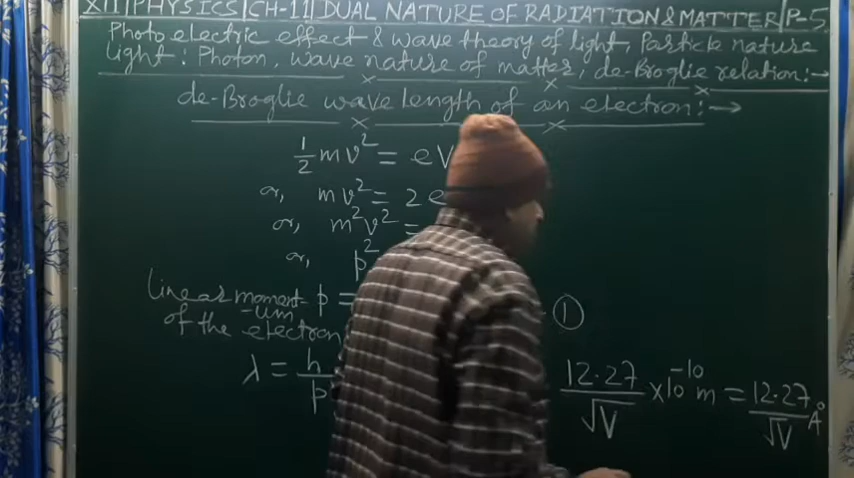 XII | PHYSICS | CH-11 | DUAL NATURE OF RADIATION & MATTER | P-5
Photo electric effect & wave theory of light, Particle nature
light : Photon, wave nature of matter, de-Broglie relation :→
de-Broglie wave length of an electron :→
1/2 mv² = eV
or, mv² = 2e
or, m²v² =
or, p²
linear moment-um of the electron p = ①
λ = h/p 12.27/√V × 10⁻¹⁰ m = 12.27/√V A°